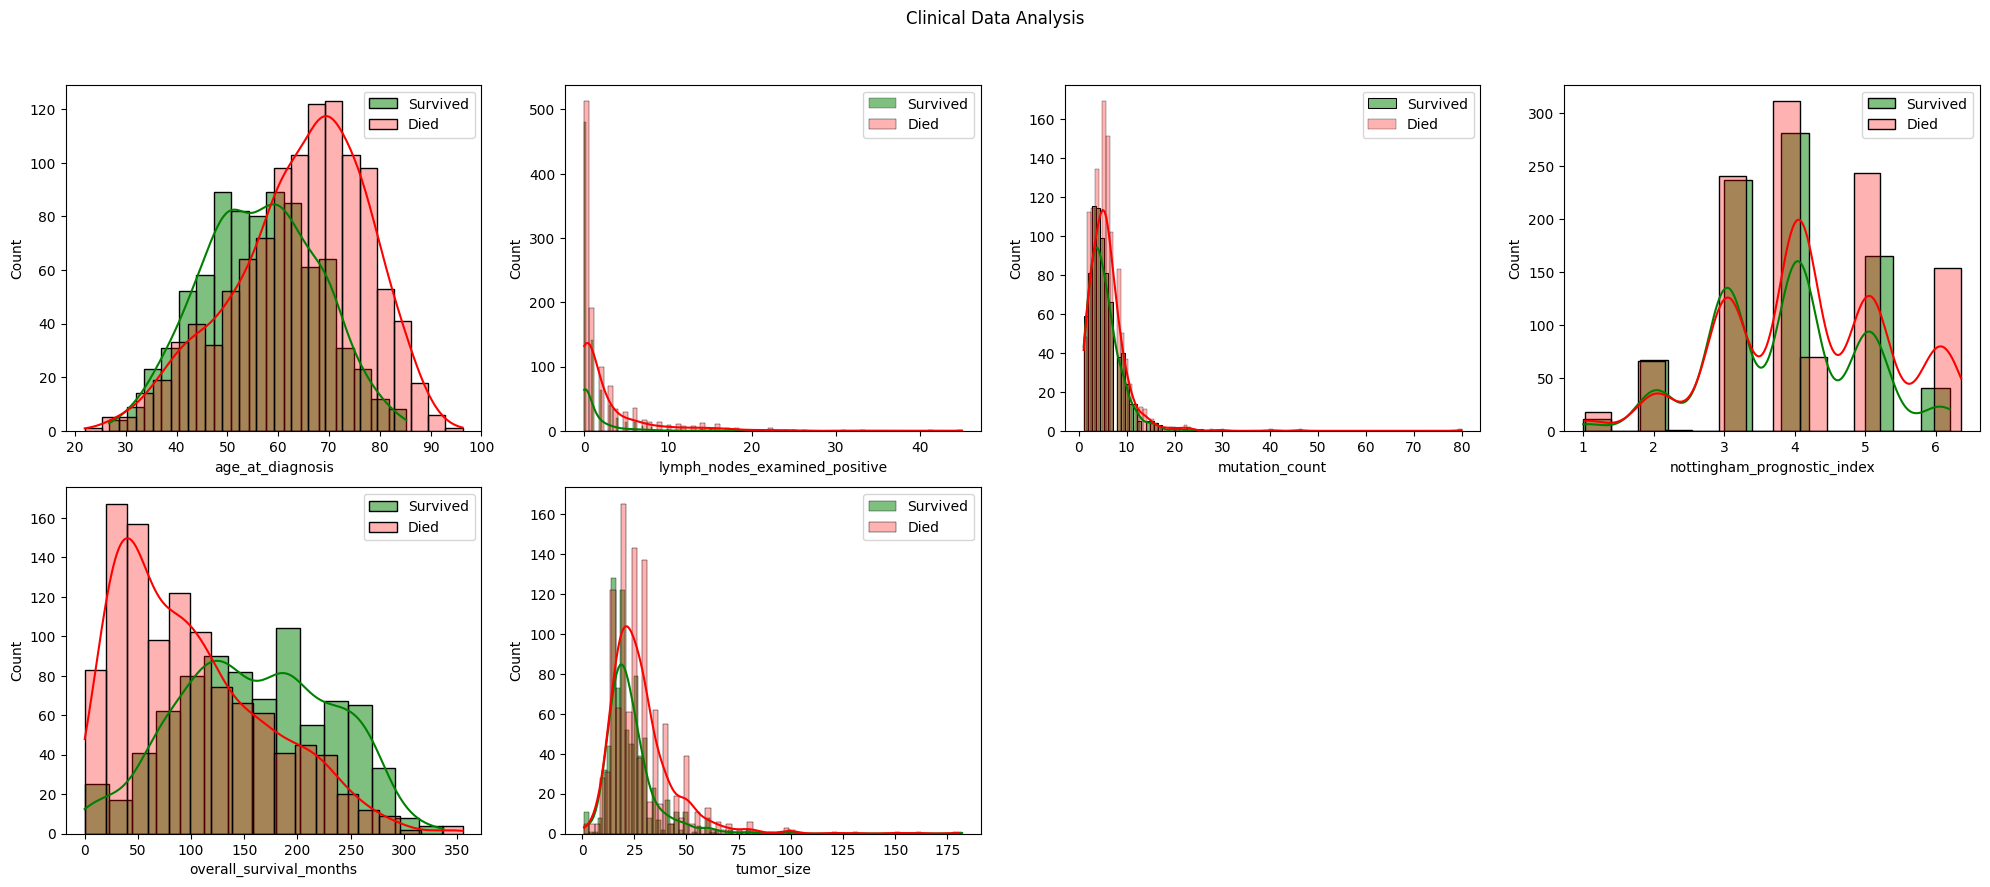 Clinical Data Analysis
120
100
80
60
40
20
0
Count
20 30 40 50 60 70 80 90 100
age_at_diagnosis
Survived
Died
500
400
300
200
100
0
Count
0 10 20 30 40
lymph_nodes_examined_positive
Survived
Died
160
140
120
100
80
60
40
20
0
Count
0 10 20 30 40 50 60 70 80
mutation_count
Survived
Died
300
250
200
150
100
50
0
Count
1 2 3 4 5 6
nottingham_prognostic_index
Survived
Died
160
140
120
100
80
60
40
20
0
Count
0 50 100 150 200 250 300 350
overall_survival_months
Survived
Died
160
140
120
100
80
60
40
20
0
Count
0 25 50 75 100 125 150 175
tumor_size
Survived
Died